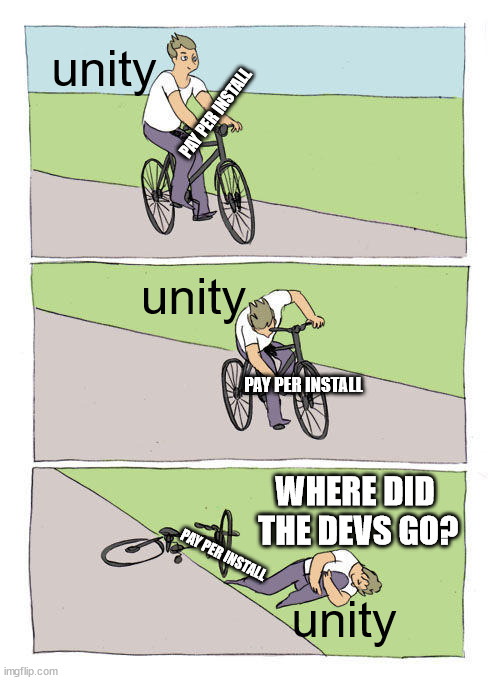 unity
PAY PER INSTALL
unity
PAY PER INSTALL
WHERE DID
THE DEVS GO?
PAY PER INSTALL
unity
imgflip.com